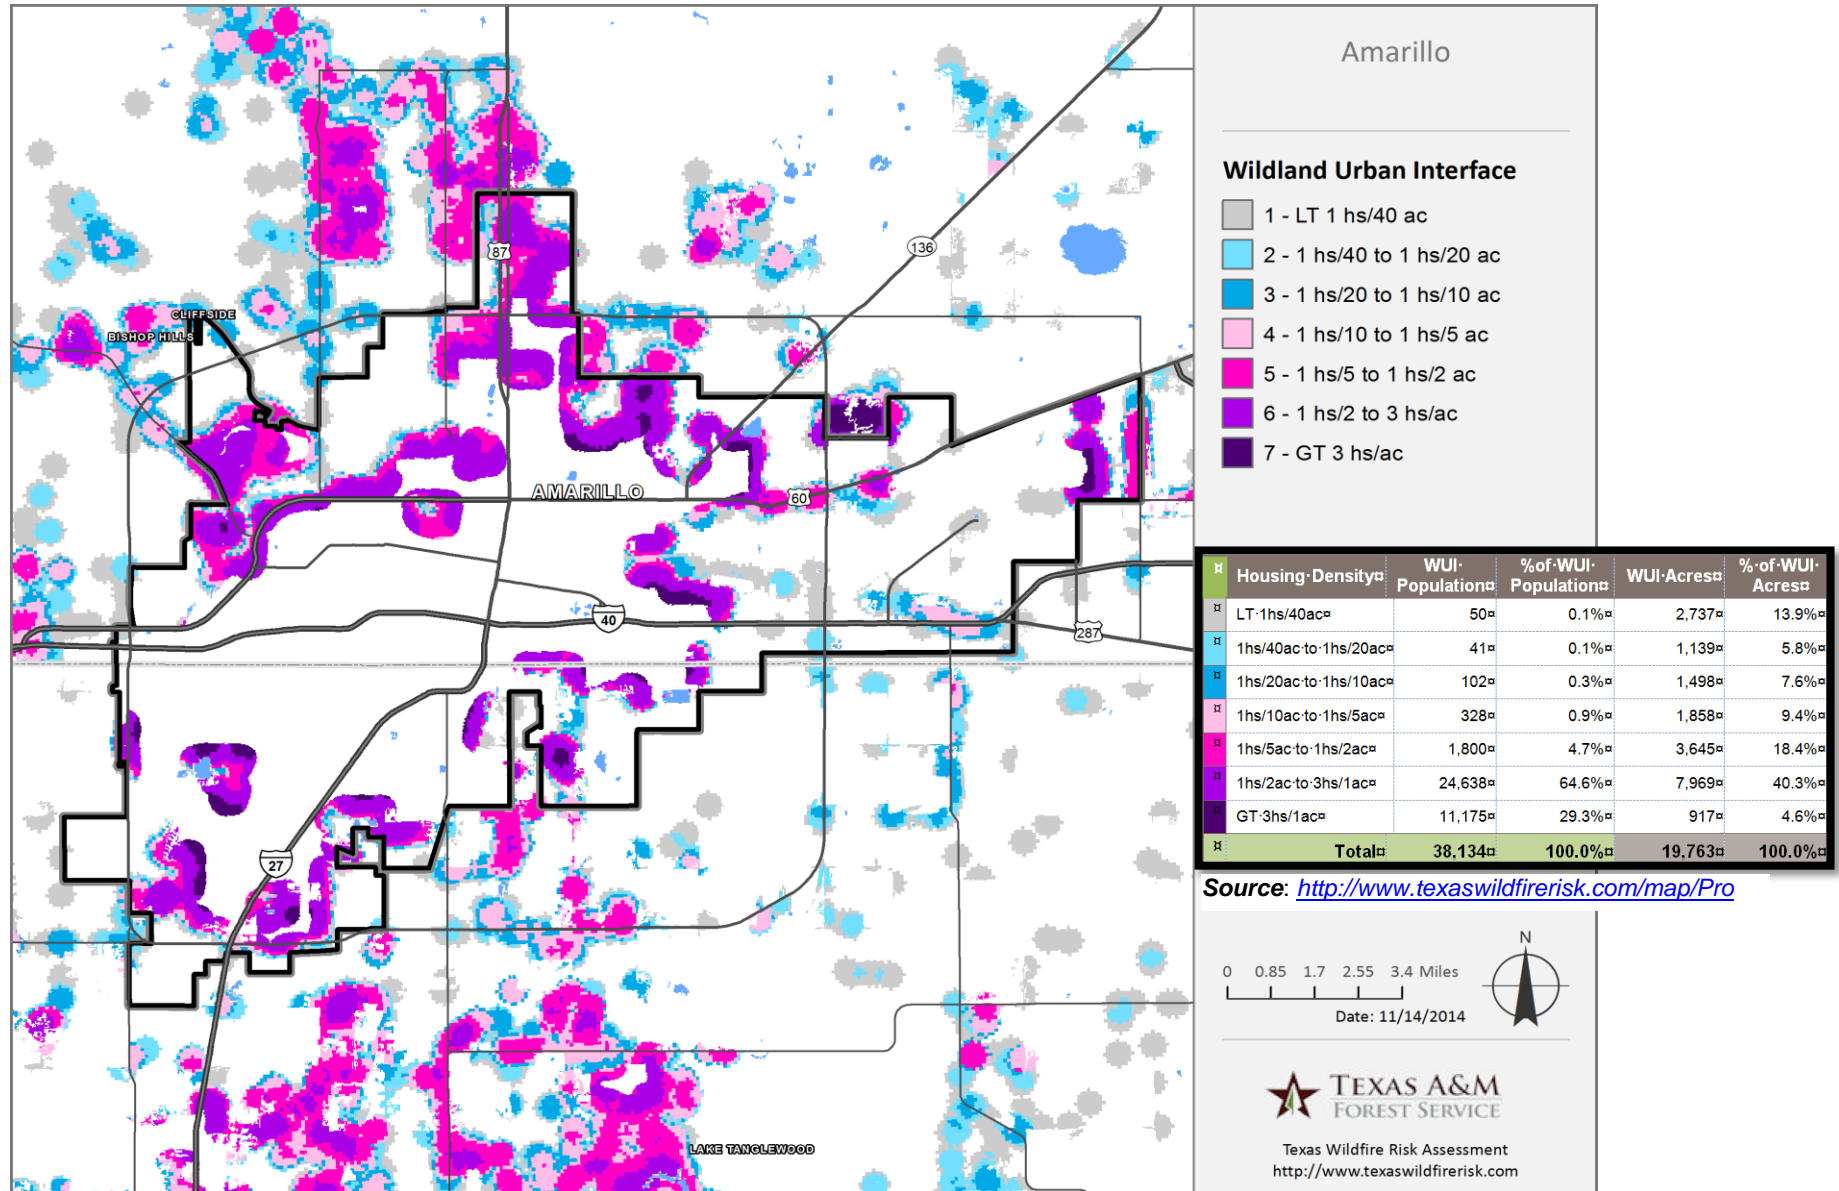 Amarillo
Wildland Urban Interface
1 - LT 1 hs/40 ac
2 - 1 hs/40 to 1 hs/20 ac
3 - 1 hs/20 to 1 hs/10 ac
4 - 1 hs/10 to 1 hs/5 ac
5 - 1 hs/5 to 1 hs/2 ac
6 - 1 hs/2 to 3 hs/ac
7 - GT 3 hs/ac
87
136
CLIFFSIDE
BISHOP HILLS
AMARILLO
60
40
287
27
LAKE TANGLEWOOD
¤ Housing·Density¤ WUI·Population¤ %of·WUI·Population¤ WUI·Acres¤ %·of·WUI·Acres¤
¤ LT·1hs/40ac¤ 50¤ 0.1%¤ 2,737¤ 13.9%¤
¤ 1hs/40ac·to·1hs/20ac¤ 41¤ 0.1%¤ 1,139¤ 5.8%¤
¤ 1hs/20ac·to·1hs/10ac¤ 102¤ 0.3%¤ 1,498¤ 7.6%¤
¤ 1hs/10ac·to·1hs/5ac¤ 328¤ 0.9%¤ 1,858¤ 9.4%¤
¤ 1hs/5ac·to·1hs/2ac¤ 1,800¤ 4.7%¤ 3,645¤ 18.4%¤
¤ 1hs/2ac·to·3hs/1ac¤ 24,638¤ 64.6%¤ 7,969¤ 40.3%¤
¤ GT·3hs/1ac¤ 11,175¤ 29.3%¤ 917¤ 4.6%¤
¤ Total¤ 38,134¤ 100.0%¤ 19,763¤ 100.0%¤
Source: http://www.texaswildfirerisk.com/map/Pro
N
0 0.85 1.7 2.55 3.4 Miles
Date: 11/14/2014
TEXAS A&M
FOREST SERVICE
Texas Wildfire Risk Assessment
http://www.texaswildfirerisk.com